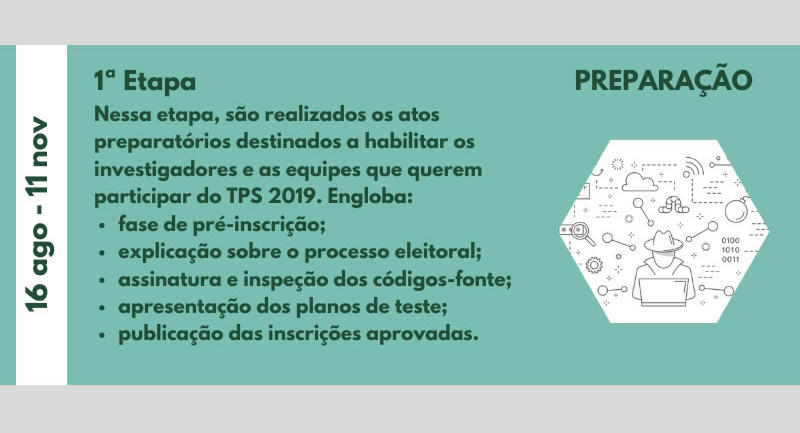 16 ago - 11 nov
1ª Etapa
PREPARAÇÃO
Nessa etapa, são realizados os atos
preparatórios destinados a habilitar os
investigadores e as equipes que querem
participar do TPS 2019. Engloba:
• fase de pré-inscrição;
• explicação sobre o processo eleitoral;
• assinatura e inspeção dos códigos-fonte;
• apresentação dos planos de teste;
• publicação das inscrições aprovadas.
***
0100
1010
0011